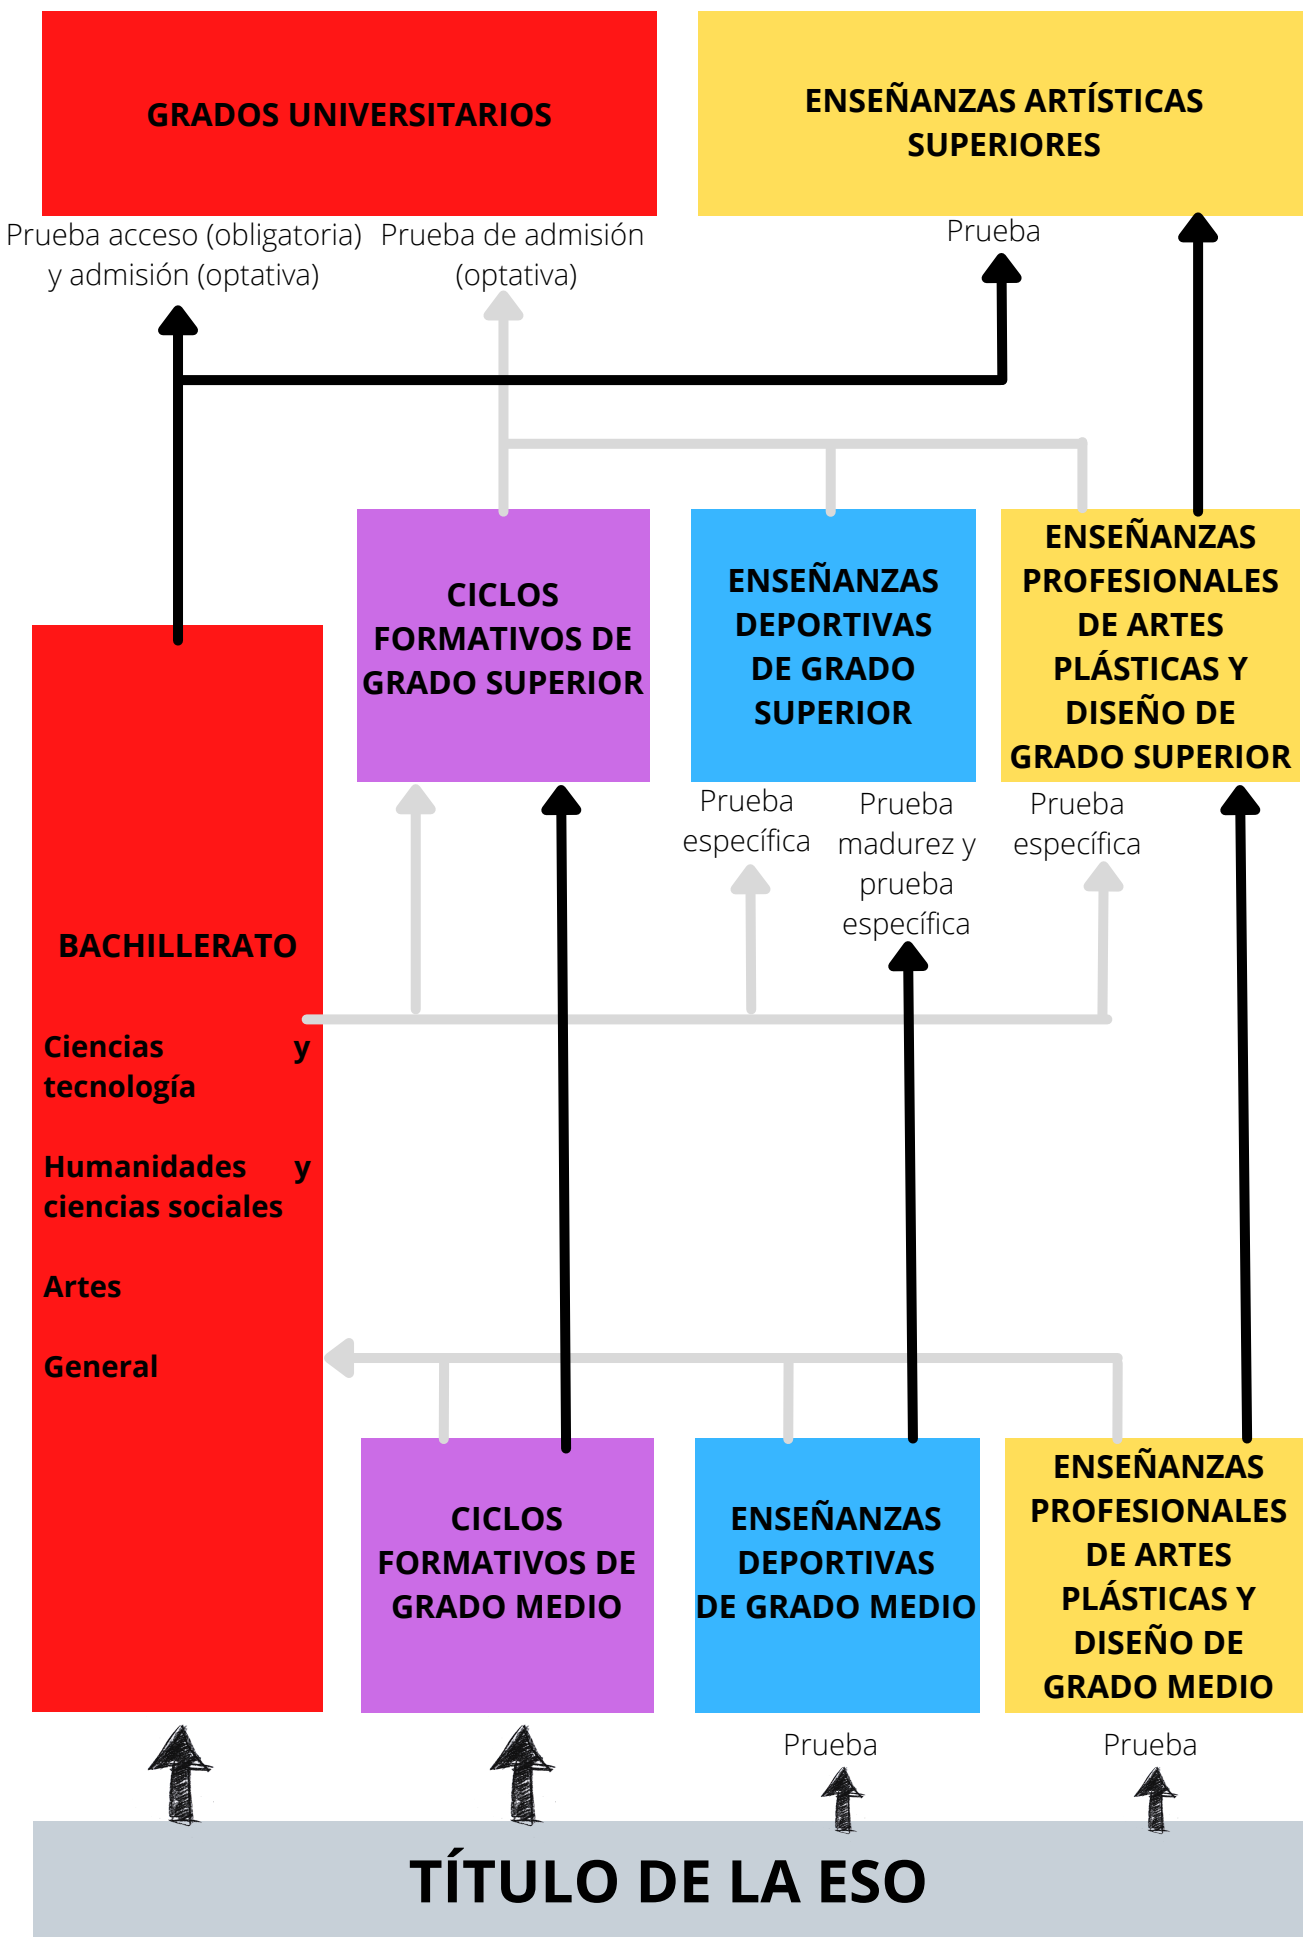 GRADOS UNIVERSITARIOS
ENSEÑANZAS ARTÍSTICAS
SUPERIORES
Prueba acceso (obligatoria)
y admisión (optativa)
Prueba de admisión
(optativa)
Prueba
CICLOS
FORMATIVOS DE
GRADO SUPERIOR
ENSEÑANZAS
DEPORTIVAS
DE GRADO
SUPERIOR
ENSEÑANZAS
PROFESIONALES
DE ARTES
PLÁSTICAS Y
DISEÑO DE
GRADO SUPERIOR
Prueba
específica
Prueba
madurez y
prueba
específica
Prueba
específica
BACHILLERATO
Ciencias y
tecnología
Humanidades y
ciencias sociales
Artes
General
CICLOS
FORMATIVOS DE
GRADO MEDIO
ENSEÑANZAS
DEPORTIVAS
DE GRADO MEDIO
ENSEÑANZAS
PROFESIONALES
DE ARTES
PLÁSTICAS Y
DISEÑO DE
GRADO MEDIO
Prueba
Prueba
TÍTULO DE LA ESO